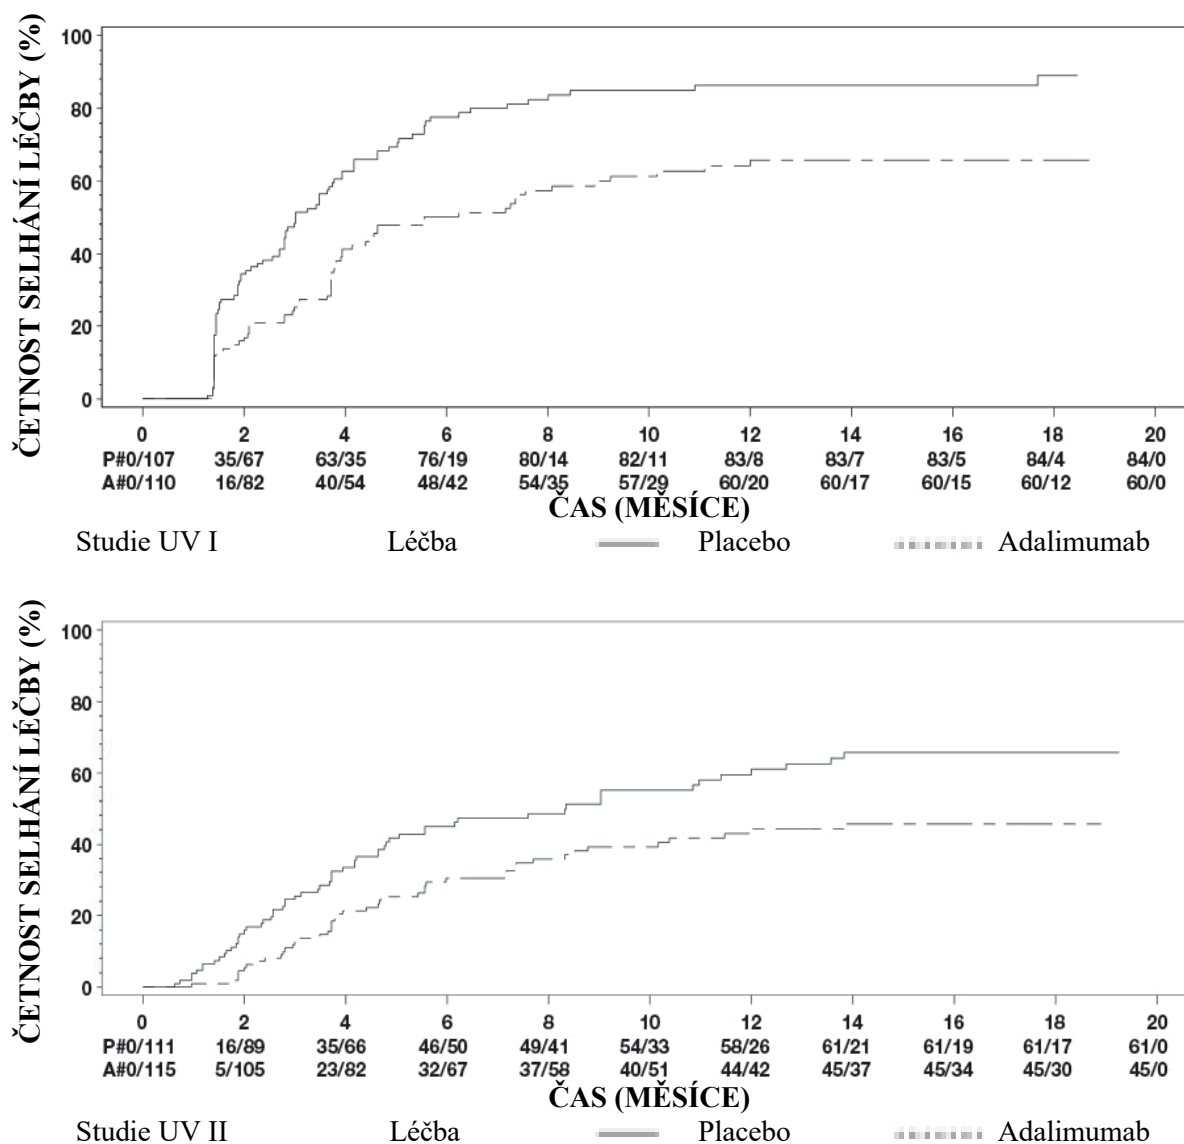 ČETNOST SELHÁNÍ LÉČBY (%)
100
80
60
40
20
0
0 2 4 6 8 10 12 14 16 18 20
P#0/107 35/67 63/35 76/19 80/14 82/11 83/8 83/7 83/5 84/4 84/0
A#0/110 16/82 40/54 48/42 54/35 57/29 60/20 60/17 60/15 60/12 60/0
ČAS (MĚSÍCE)
Studie UV I Léčba Placebo Adalimumab
ČETNOST SELHÁNÍ LÉČBY (%)
100
80
60
40
20
0
0 2 4 6 8 10 12 14 16 18 20
P#0/111 16/89 35/66 46/50 49/41 54/33 58/26 61/21 61/19 61/17 61/0
A#0/115 5/105 23/82 32/67 37/58 40/51 44/42 45/37 45/34 45/30 45/0
ČAS (MĚSÍCE)
Studie UV II Léčba Placebo Adalimumab